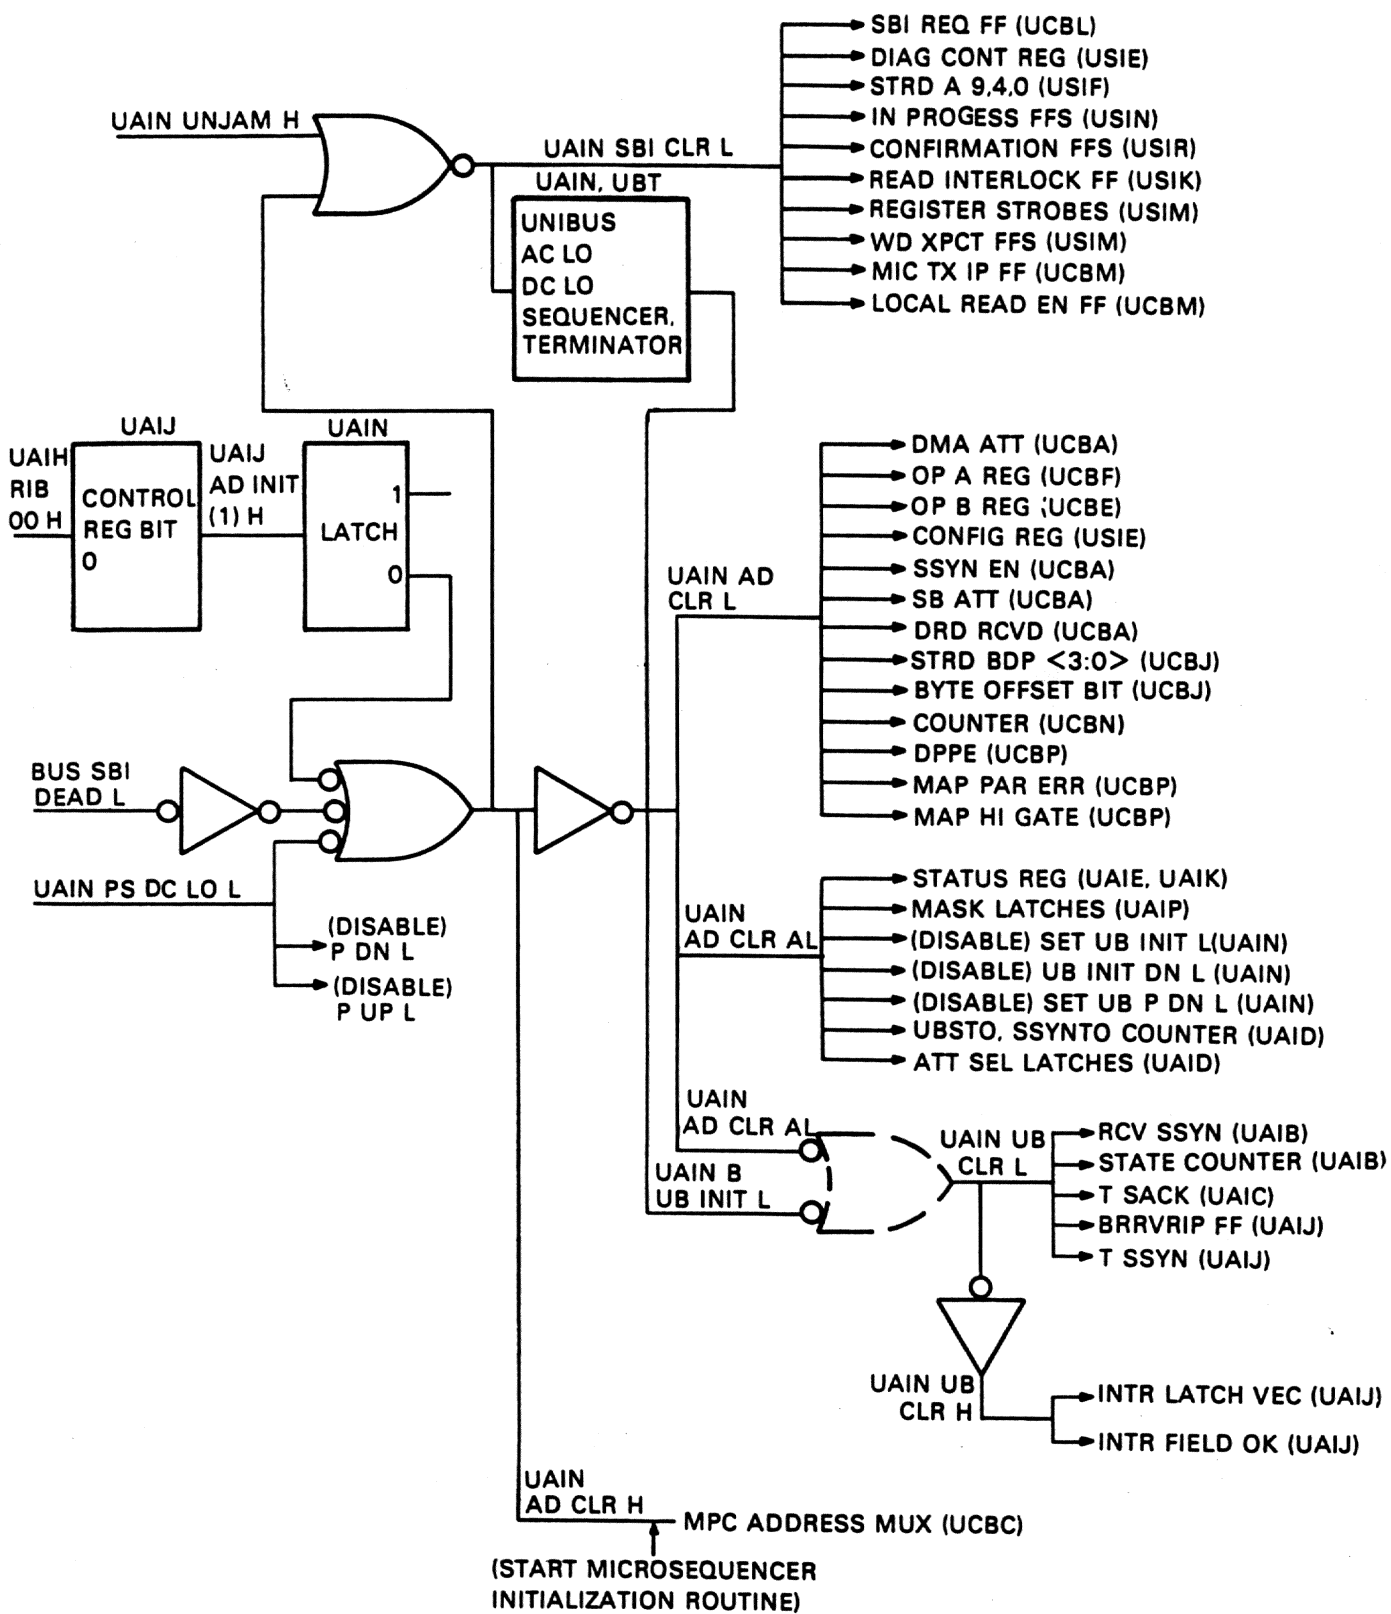 SBI REQ FF (UCBL)
DIAG CONT REG (USIE)
STRD A 9,4,0 (USIF)
IN PROGESS FFS (USIN)
CONFIRMATION FFS (USIR)
READ INTERLOCK FF (USIK)
REGISTER STROBES (USIM)
WD XPCT FFS (USIM)
MIC TX IP FF (UCBM)
LOCAL READ EN FF (UCBM)
UAIN UNJAM H
UAIN SBI CLR L
UAIN, UBT
UNIBUS
AC LO
DC LO
SEQUENCER,
TERMINATOR
UAIH
RIB
00 H
UAIJ
CONTROL
REG BIT
0
UAIJ
AD INIT
(1) H
UAIN
1
LATCH
0
DMA ATT (UCBA)
OP A REG (UCBF)
OP B REG (UCBE)
CONFIG REG (USIE)
SSYN EN (UCBA)
SB ATT (UCBA)
DRD RCVD (UCBA)
STRD BDP <3:0> (UCBJ)
BYTE OFFSET BIT (UCBJ)
COUNTER (UCBN)
DPPE (UCBP)
MAP PAR ERR (UCBP)
MAP HI GATE (UCBP)
UAIN AD
CLR L
BUS SBI
DEAD L
UAIN PS DC LO L
(DISABLE)
P DN L
(DISABLE)
P UP L
UAIN
AD CLR AL
STATUS REG (UAIE, UAIK)
MASK LATCHES (UAIP)
(DISABLE) SET UB INIT L(UAIN)
(DISABLE) UB INIT DN L (UAIN)
(DISABLE) SET UB P DN L (UAIN)
UBSTO, SSYNTO COUNTER (UAID)
ATT SEL LATCHES (UAID)
UAIN
AD CLR AL
UAIN B
UB INIT L
UAIN UB
CLR L
RCV SSYN (UAIB)
STATE COUNTER (UAIB)
T SACK (UAIC)
BRRVRIP FF (UAIJ)
T SSYN (UAIJ)
UAIN UB
CLR H
INTR LATCH VEC (UAIJ)
INTR FIELD OK (UAIJ)
UAIN
AD CLR H
MPC ADDRESS MUX (UCBC)
(START MICROSEQUENCER
INITIALIZATION ROUTINE)